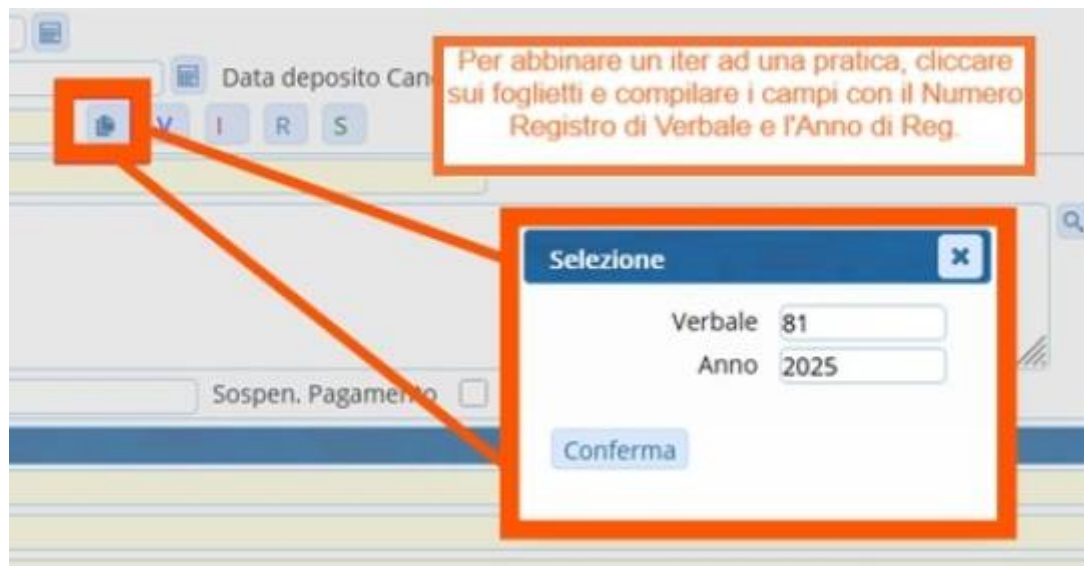 Data deposito Canc
Per abbinare un iter ad una pratica, cliccare
sui foglietti e compilare i campi con il Numero
Registro di Verbale e l'Anno di Reg.
V I R S
Selezione
Verbale 81
Anno 2025
Sospen. Pagamento
Conferma